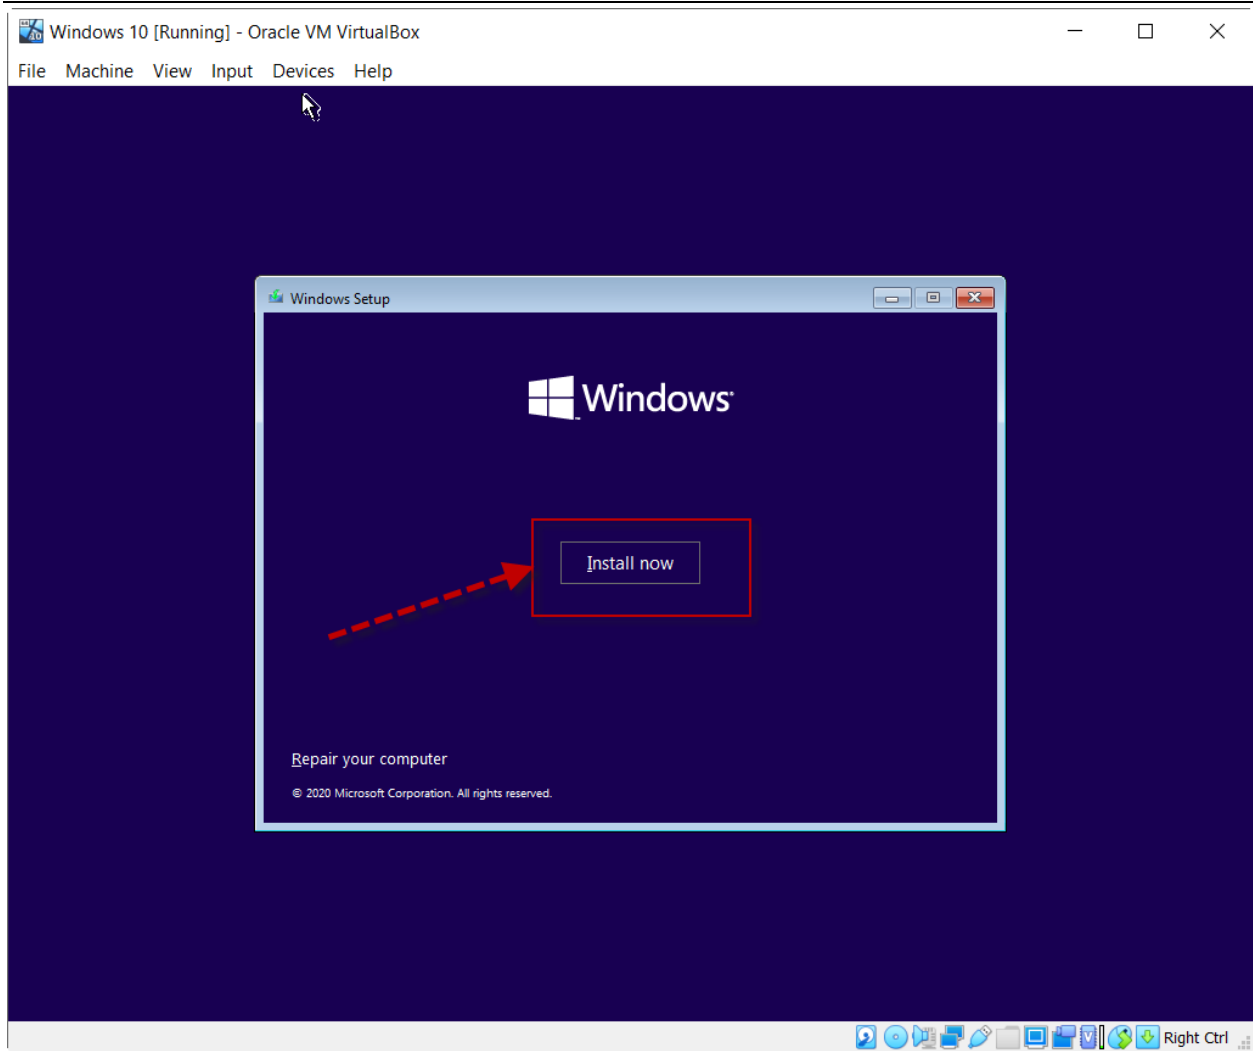 Windows 10 [Running] - Oracle VM VirtualBox
File Machine View Input Devices Help
Windows Setup
Windows
Install now
Repair your computer
© 2020 Microsoft Corporation. All rights reserved.
Right Ctrl